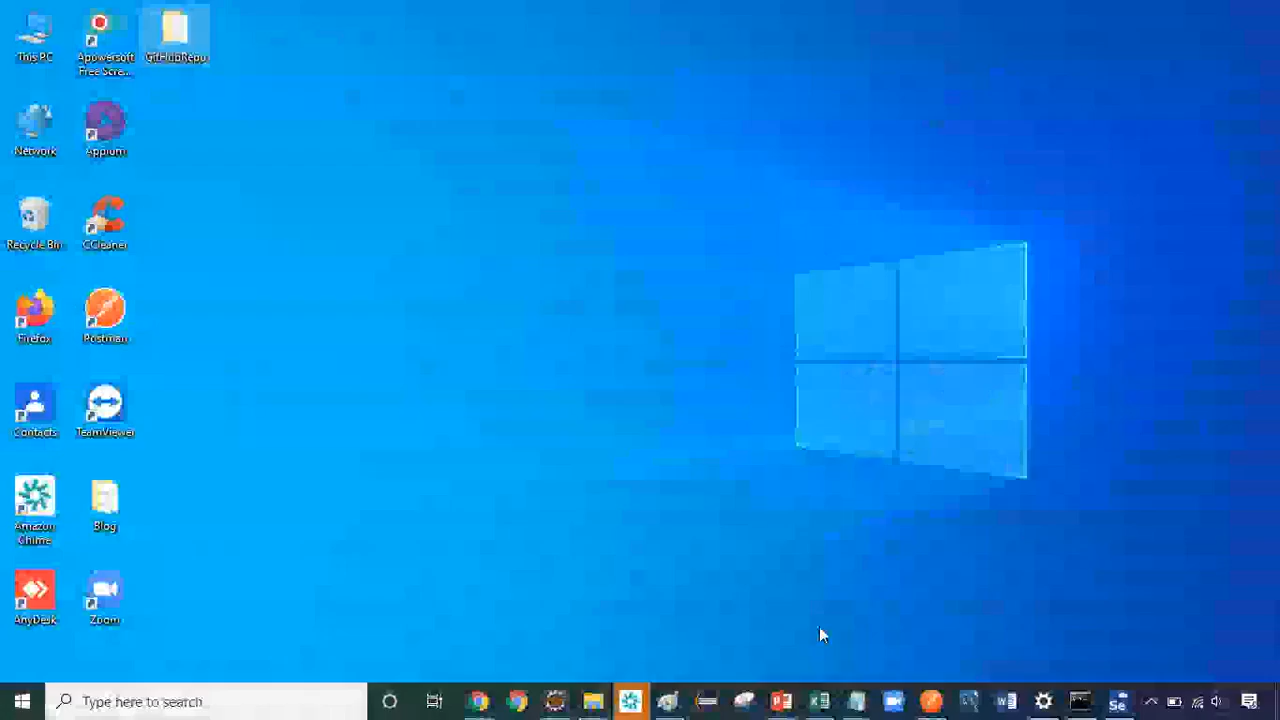 This PC
Apowersoft
Free Scre...
GitHubRepo
Network
Appium
Recycle Bin
CCleaner
Firefox
Postman
Contacts
TeamViewer
Amazon
Chime
Blog
AnyDesk
Zoom
Type here to search
Se